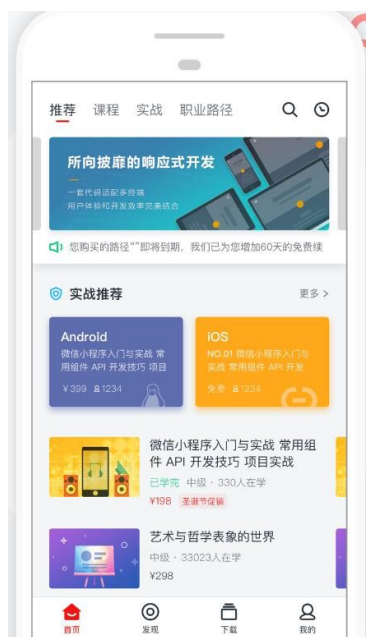 推荐 课程 实战 职业路径
所向披靡的响应式开发
一套代码适配多终端
用户体验和开发效率完美结合
您购买的路径“”即将到期，我们已为您增加60天的免费续
实战推荐 更多 >
Android
微信小程序入门与实战 常
用组件 API 开发技巧 项目
¥399 1234
iOS
NO.01 微信小程序入门与
实战 常用组件 API 开发
免费 1234
微信小程序入门与实战 常用组
件 API 开发技巧 项目实战
已学完 中级 · 330人在学
¥198 圣诞节促销
艺术与哲学表象的世界
中级 · 33023人在学
¥298
首页 发现 下载 我的